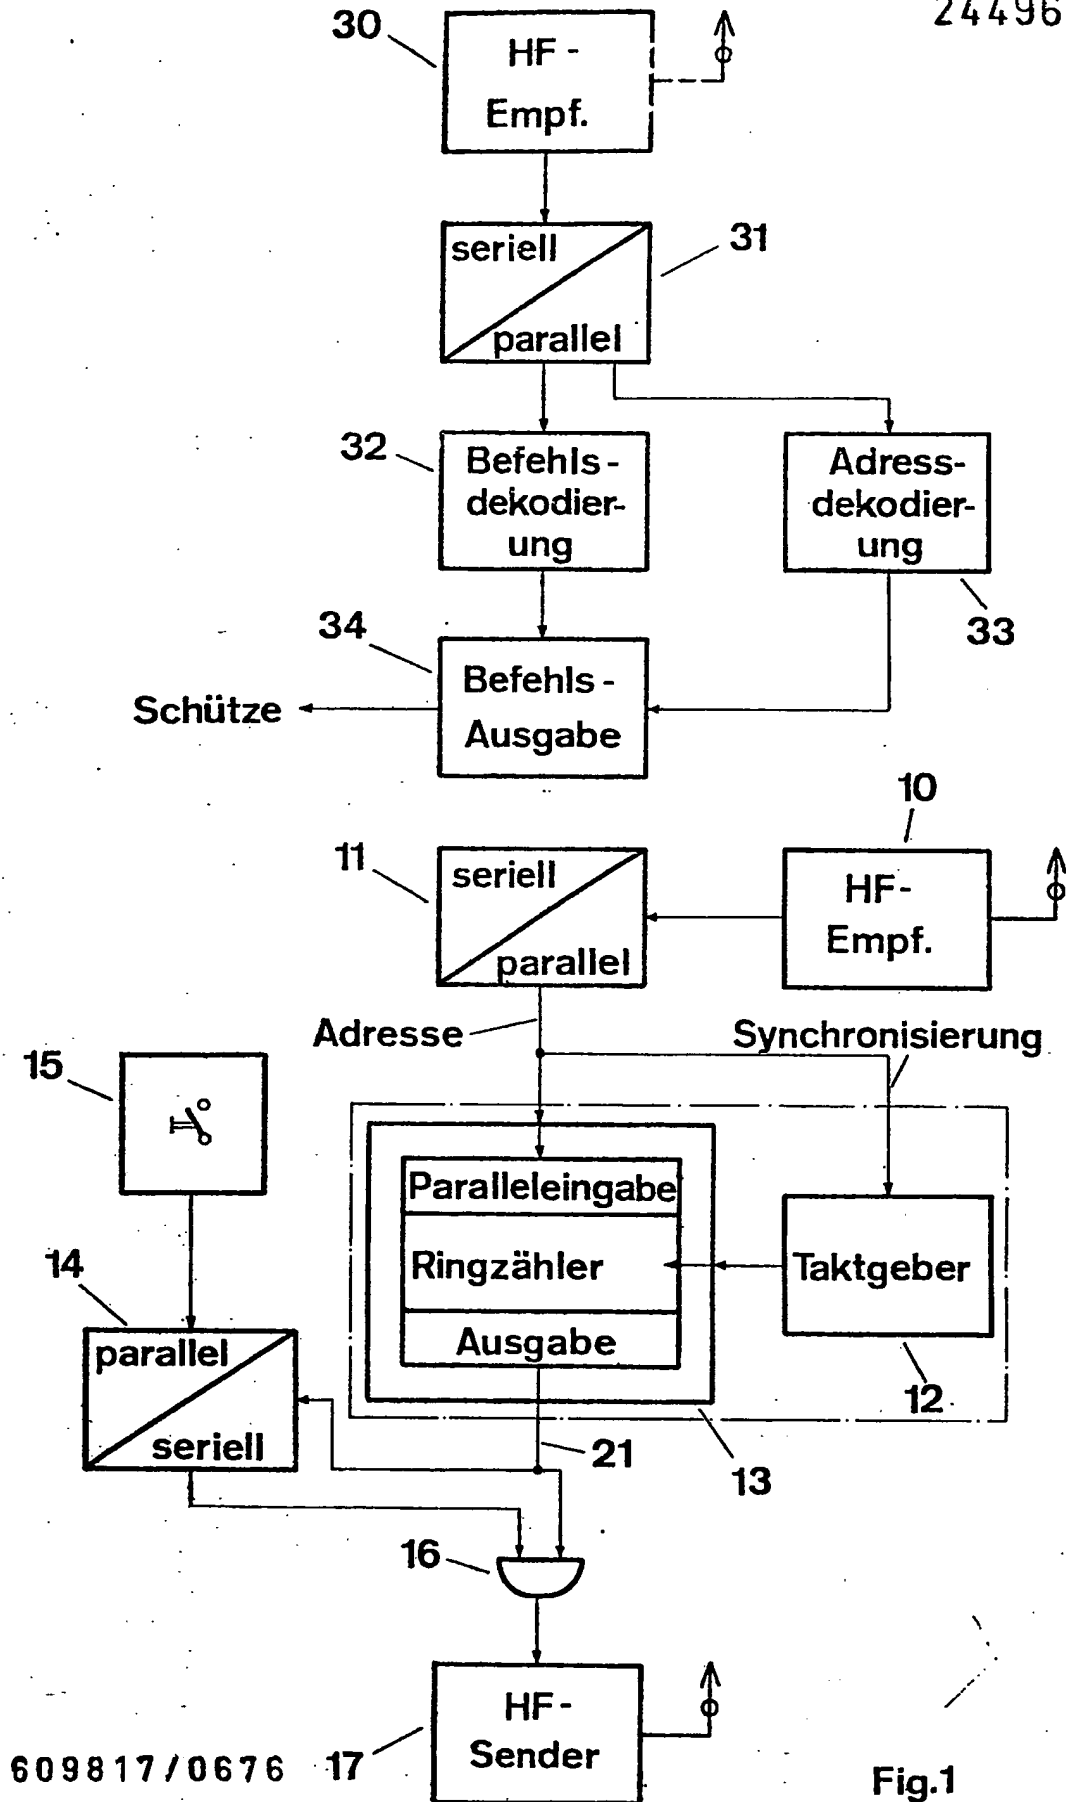 24496
30
HF-
Empf.
seriell
parallel
31
32
Befehls-
dekodier-
ung
Adress-
dekodier-
ung
33
34
Befehls-
Ausgabe
Schütze
10
11
seriell
parallel
HF-
Empf.
Adresse
Synchronisierung
15
Paralleleingabe
Ringzähler
Ausgabe
Taktgeber
12
14
parallel
seriell
21
13
16
HF-
Sender
17
609817/0676
Fig.1